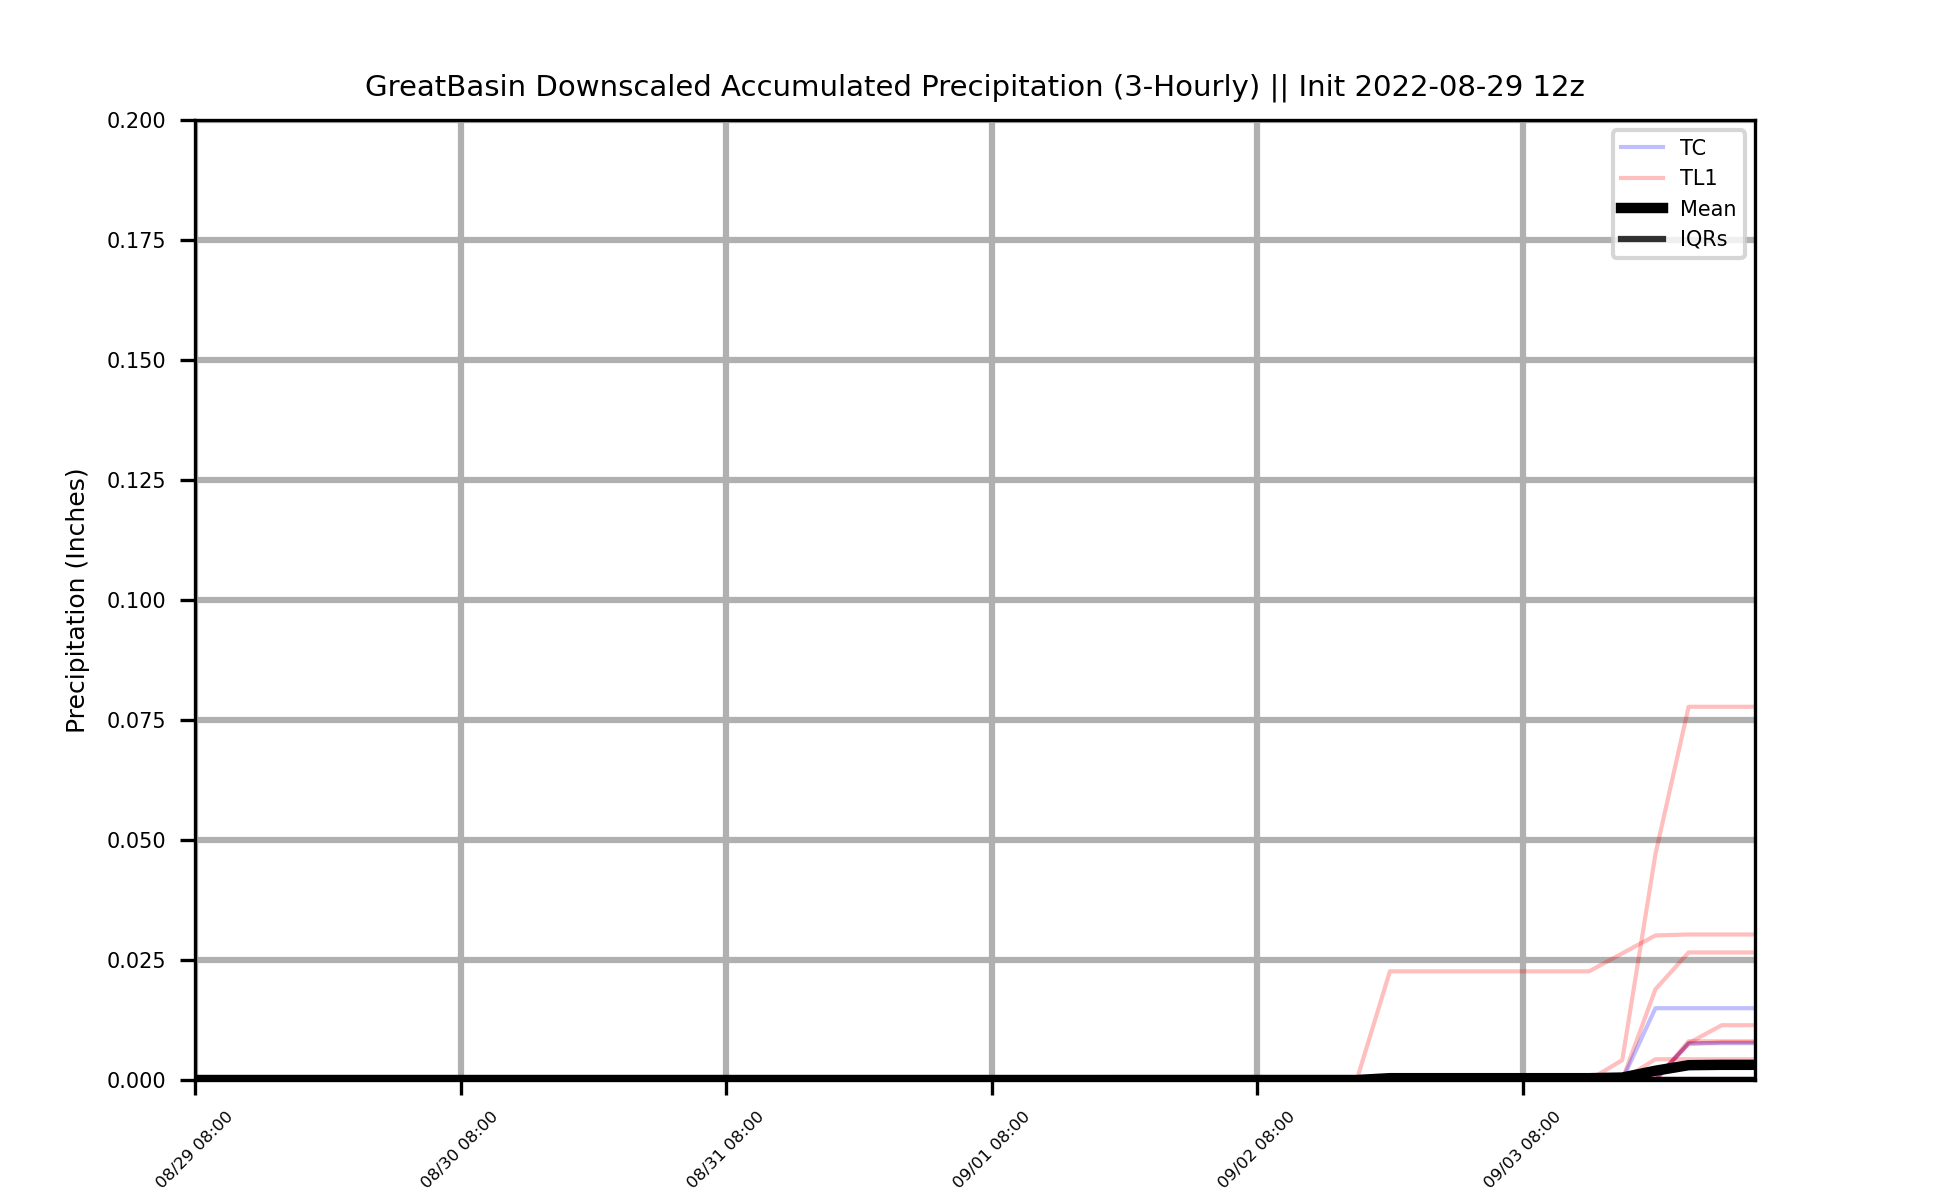 GreatBasin Downscaled Accumulated Precipitation (3-Hourly) || Init 2022-08-29 12z
TC
TL1
Mean
IQRs
Precipitation (Inches)
0.200
0.175
0.150
0.125
0.100
0.075
0.050
0.025
0.000
08/29 08:00
08/30 08:00
08/31 08:00
09/01 08:00
09/02 08:00
09/03 08:00